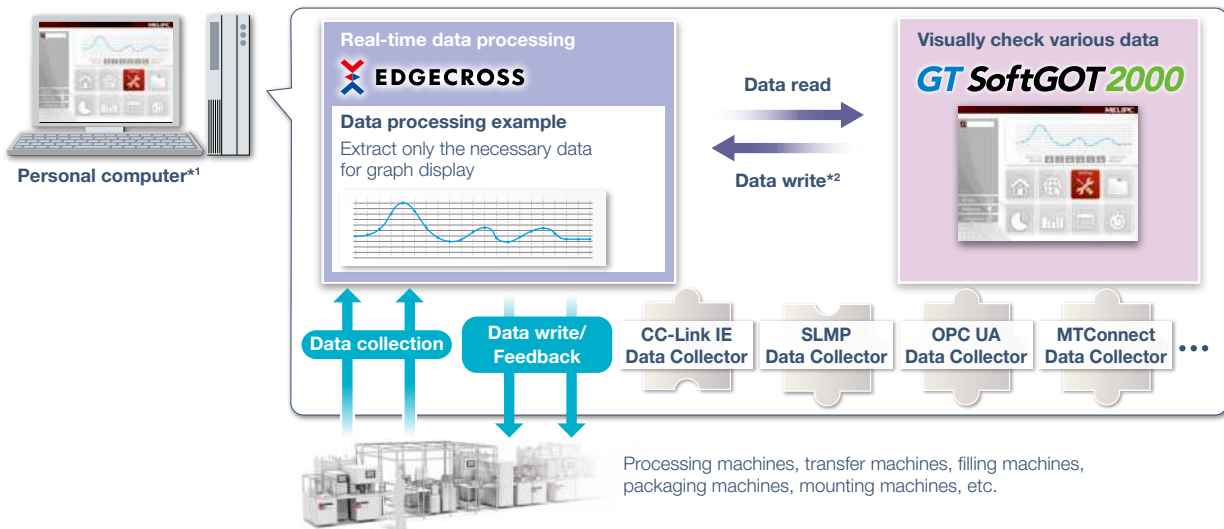 MELIPC
Personal computer*1
Real-time data processing
EDGECROSS
Data processing example
Extract only the necessary data
for graph display
Data read
Data write*2
Visually check various data
GT SoftGOT2000
MELIPC
Data collection
Data write/
Feedback
CC-Link IE
Data Collector
SLMP
Data Collector
OPC UA
Data Collector
MTConnect
Data Collector
•••
Processing machines, transfer machines, filling machines,
packaging machines, mounting machines, etc.